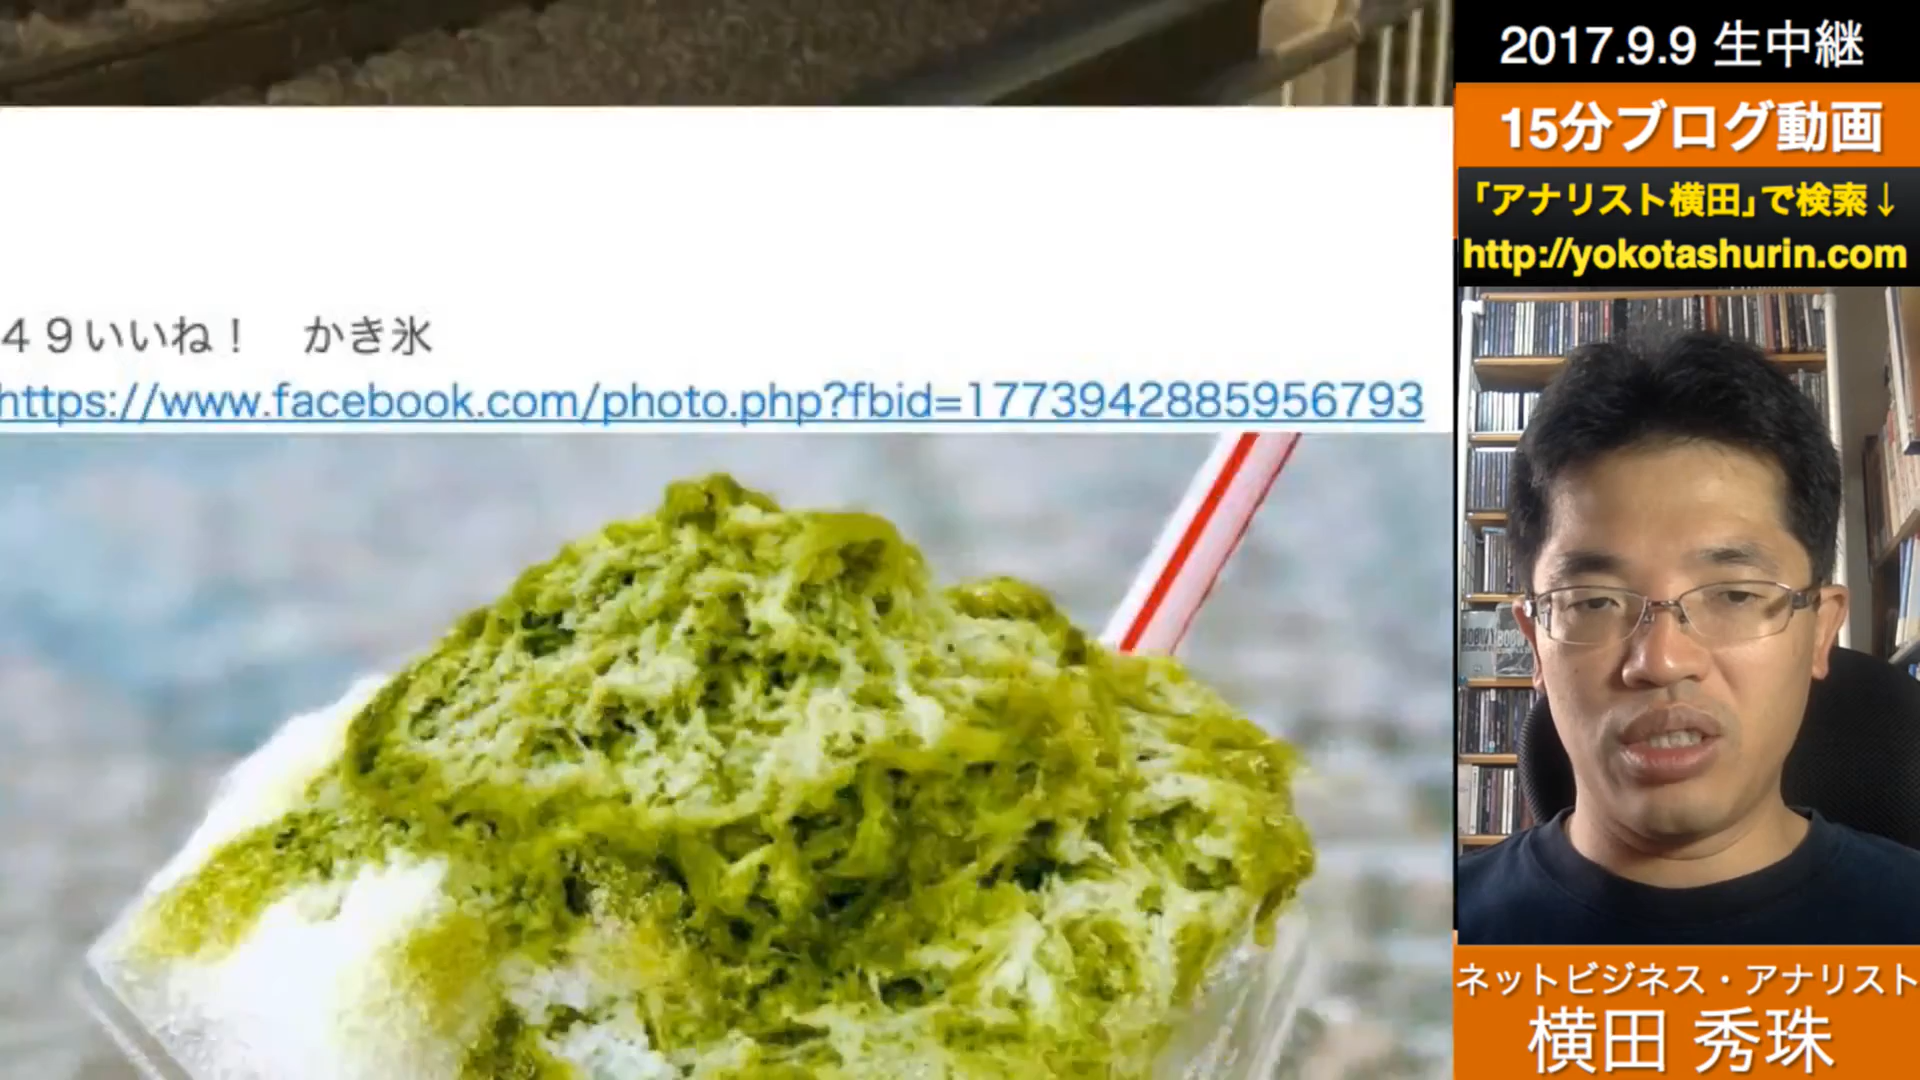 2017.9.9 生中継
15分ブログ動画
「アナリスト横田」で検索↓
http://yokotashurin.com
４９いいね！　かき氷
https://www.facebook.com/photo.php?fbid=1773942885956793
ネットビジネス・アナリスト
横田 秀珠